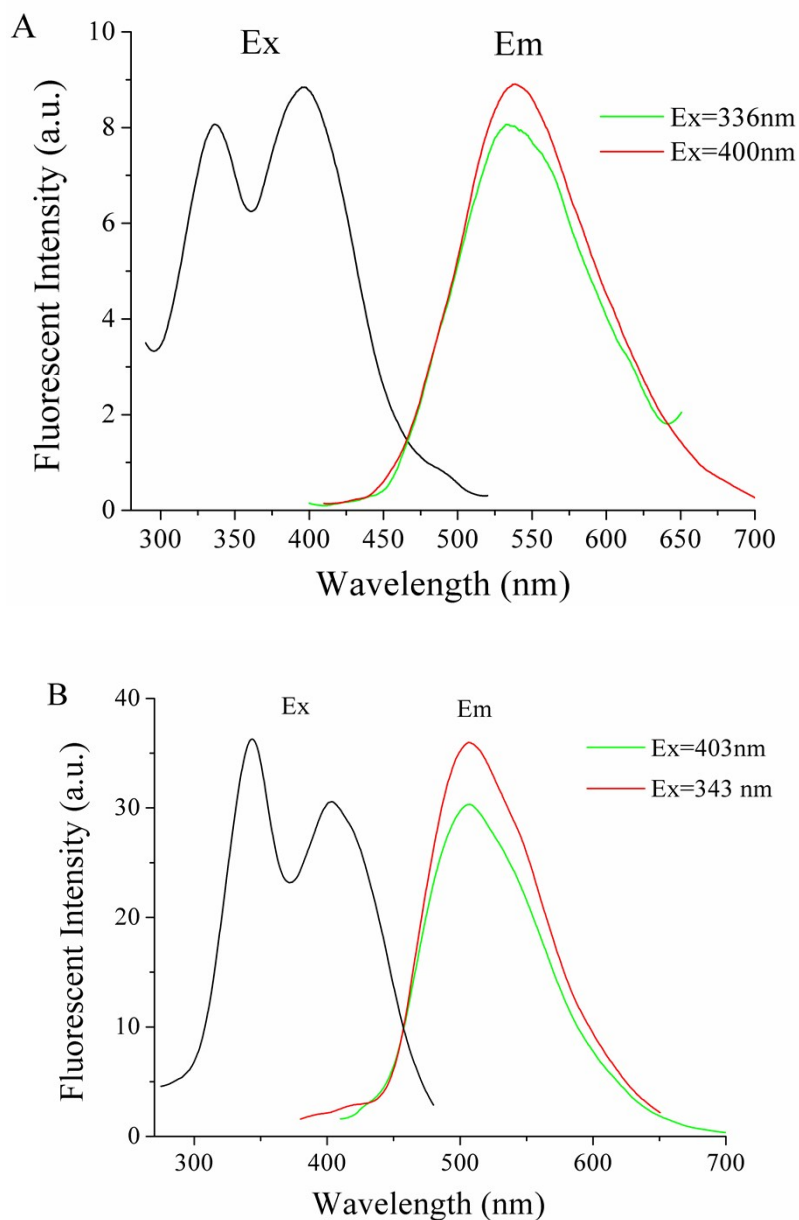 A
Ex
Em
Ex=336nm
Ex=400nm
Fluorescent Intensity (a.u.)
10
8
6
4
2
0
300 350 400 450 500 550 600 650 700
Wavelength (nm)
B
Ex
Em
Ex=403nm
Ex=343 nm
Fluorescent Intensity (a.u.)
40
30
20
10
0
300 400 500 600 700
Wavelength (nm)